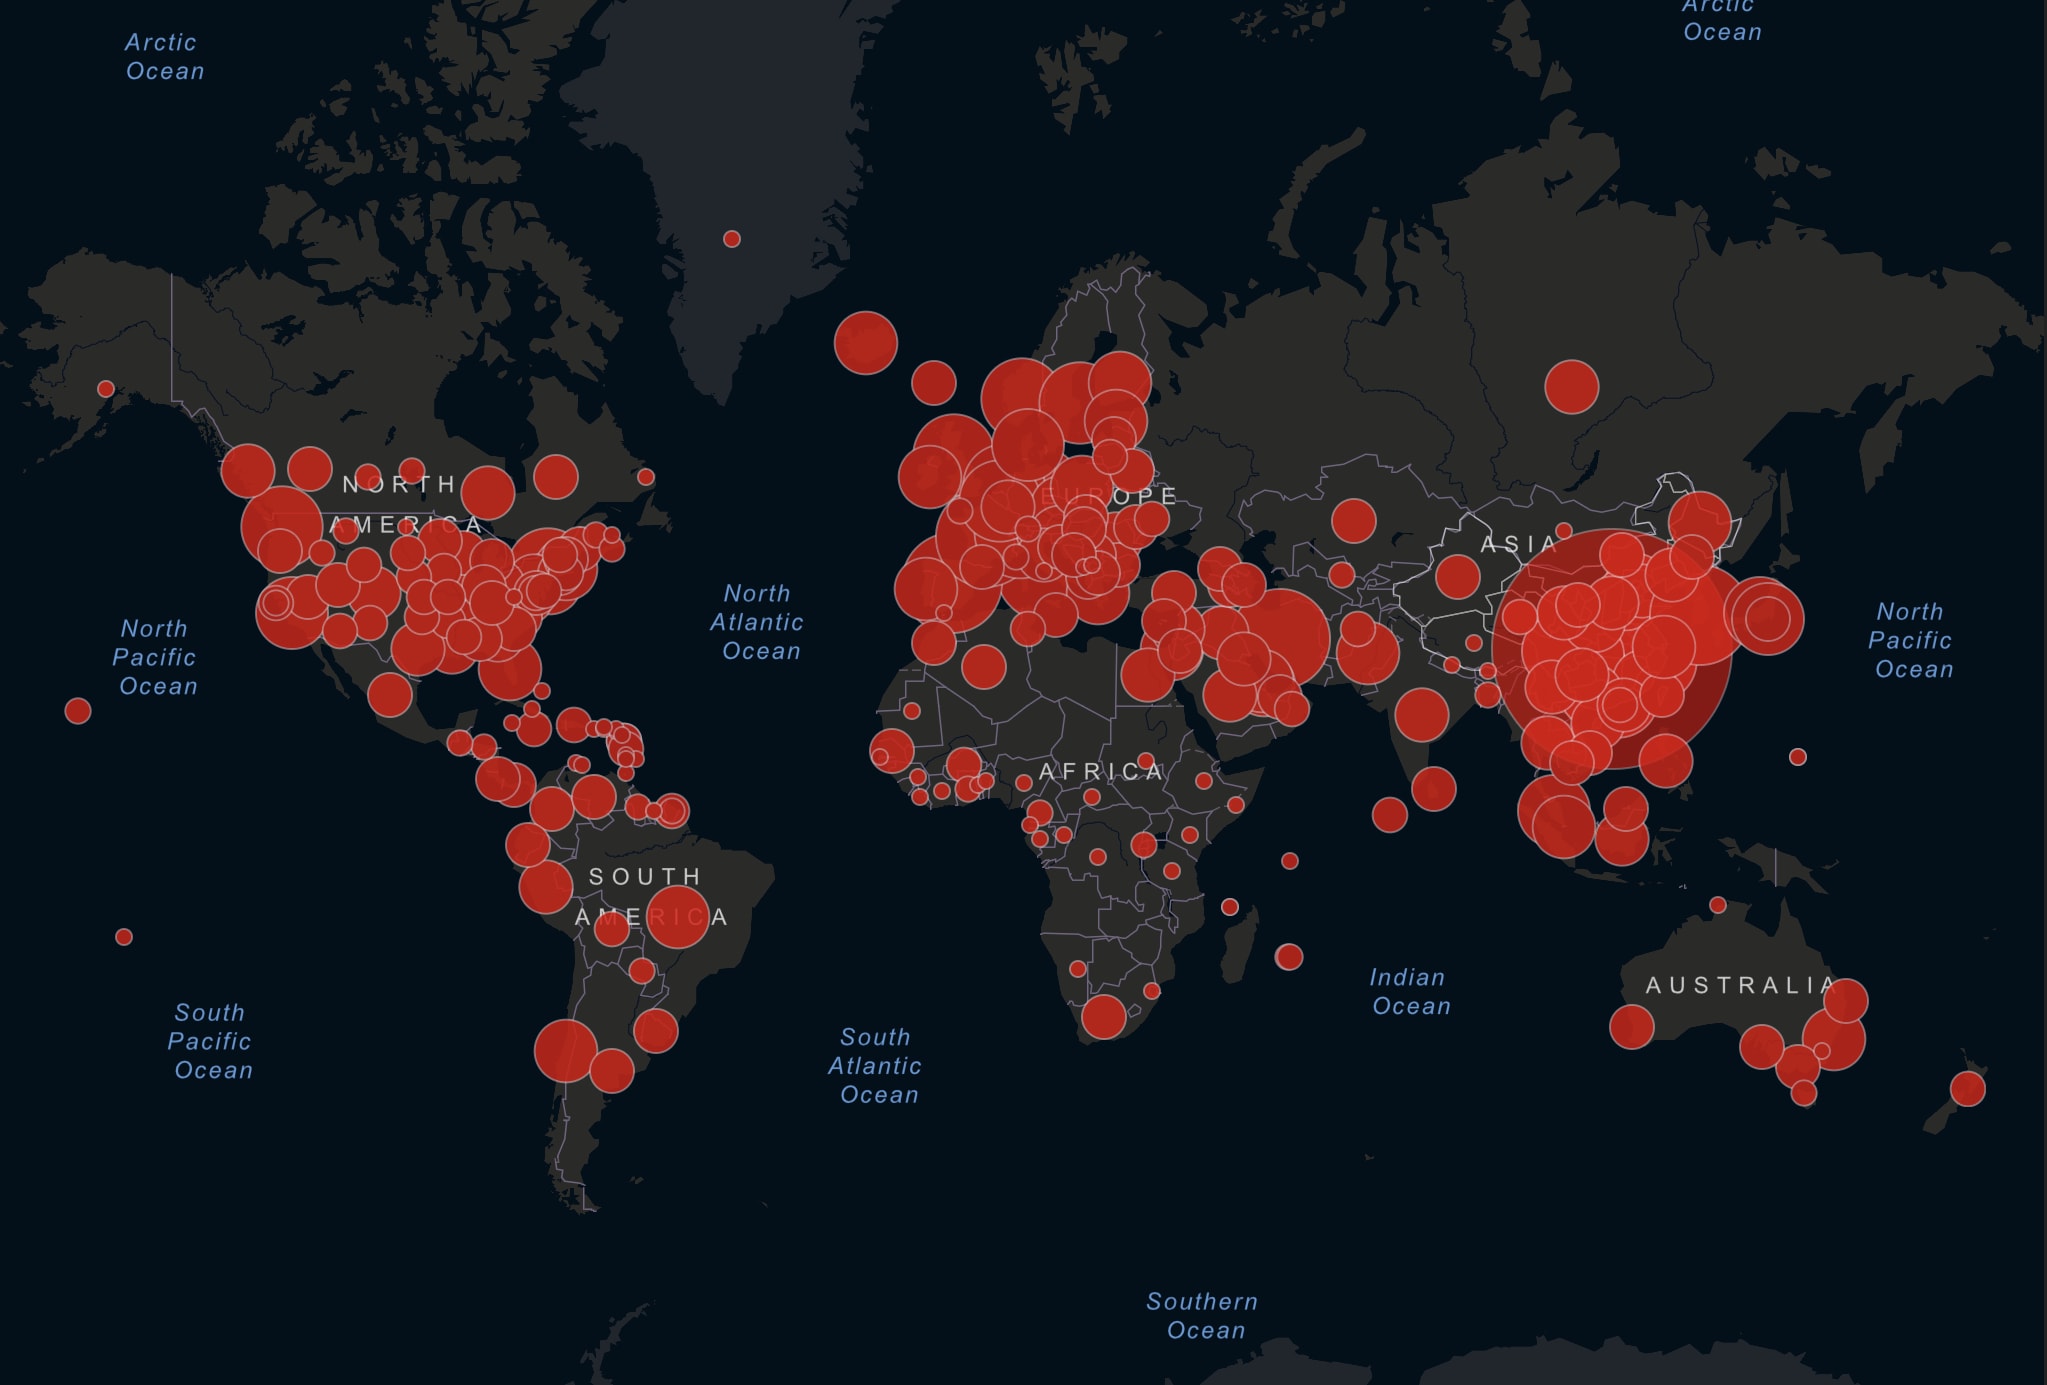 Arctic
Ocean
Arctic
Ocean
NORTH
AMERICA
EUROPE
ASIA
North
Atlantic
Ocean
North
Pacific
Ocean
North
Pacific
Ocean
AFRICA
SOUTH
AMERICA
Indian
Ocean
AUSTRALIA
South
Pacific
Ocean
South
Atlantic
Ocean
Southern
Ocean